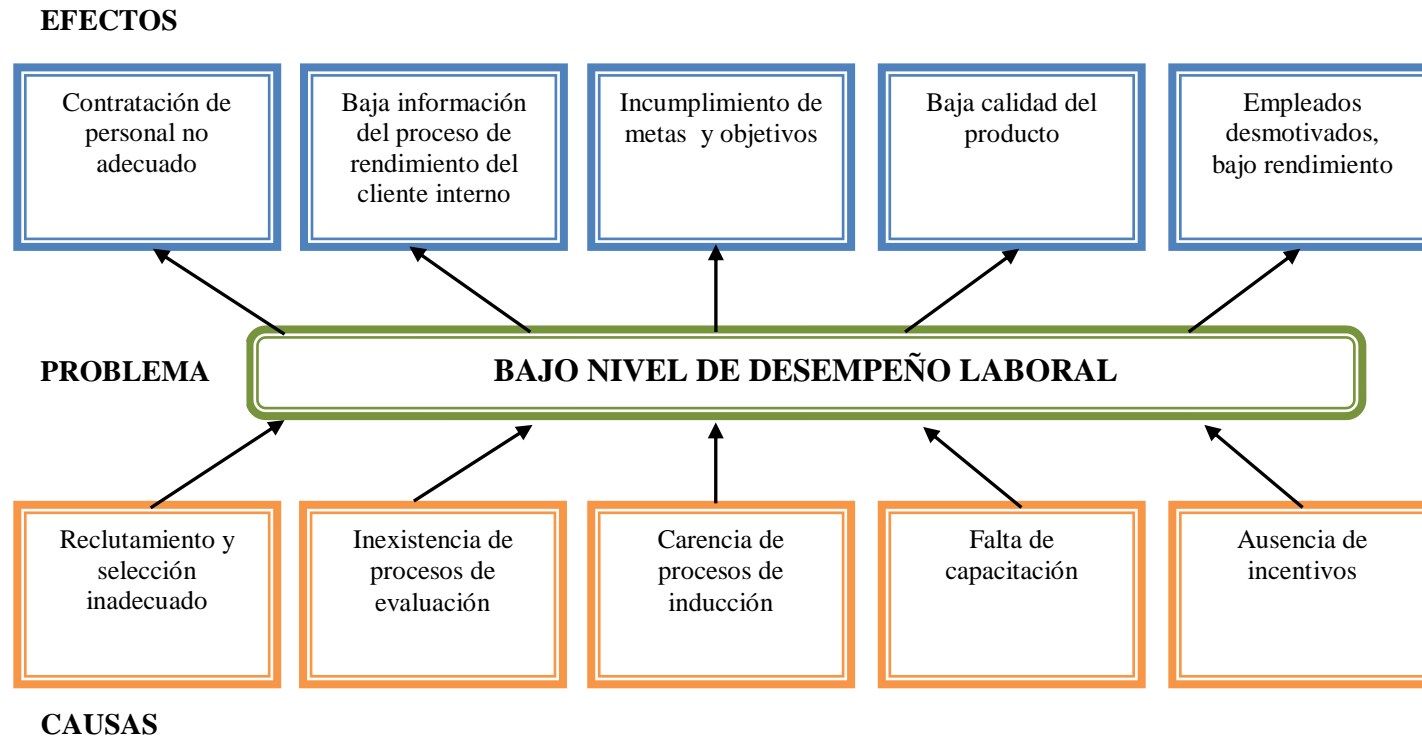 EFECTOS
Contratación de
personal no
adecuado
Baja información
del proceso de
rendimiento del
cliente interno
Incumplimiento de
metas  y objetivos
Baja calidad del
producto
Empleados
desmotivados,
bajo rendimiento
PROBLEMA
BAJO NIVEL DE DESEMPEÑO LABORAL
Reclutamiento y
selección
inadecuado
Inexistencia de
procesos de
evaluación
Carencia de
procesos de
inducción
Falta de
capacitación
Ausencia de
incentivos
CAUSAS